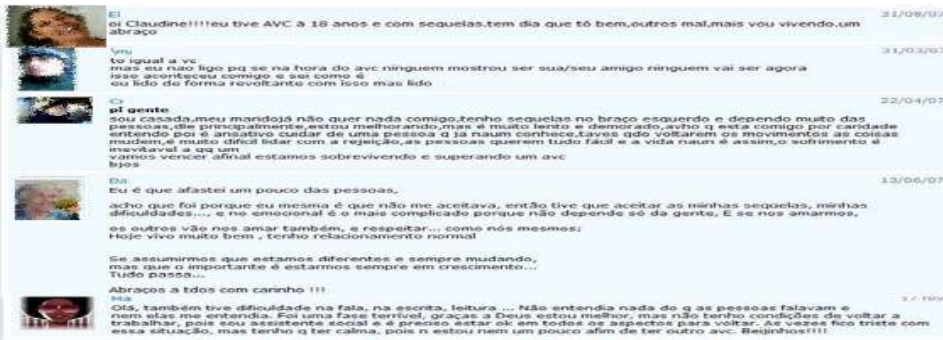 El 31/08/07
oi Claudine!!!!eu tive AVC à 18 anos e com sequelas.tem dia que tô bem,outros mal,mais vou vivendo.um
abraço
31/03/07
to igual a vc
mas eu nao ligo pq se na hora do avc ninguem mostrou ser sua/seu amigo ninguem vai ser agora
isso aconteceu comigo e sei como é
eu lido de forma revoltante com isso mas lido
22/04/07
pl gente
sou casada,meu maridojá não quer nada comigo,tenho sequelas no braço esquerdo e dependo muito das
pessoas,dle principalmente,estou melhorando,mas é muito lento e demorado,avho q esta comigo por caridade
entendo poi é ansativo cuidar de uma pessoa q ja naum conhece,taves qdo voltarem os movimentos as coisas
mudem,é muito difícil lidar com a rejeição,as pessoas querem tudo fácil e a vida naun é assim,o sofrimento é
inevitavel a qq um
vamos vencer afinal estamos sobrevivendo e superando um avc
bjos
Da 13/06/07
Eu é que afastei um pouco das pessoas,
acho que foi porque eu mesma é que não me aceitava, então tive que aceitar as minhas sequelas, minhas
dificuldades..., e no emocional é o mais complicado porque não depende só da gente, E se nos amarmos,
os outros vão nos amar também, e respeitar... como nós mesmos;
Hoje vivo muito bem , tenho relacionamento normal
Se assumirmos que estamos diferentes e sempre mudando,
mas que o importante é estarmos sempre em crescimento...
Tudo passa...
Abraços a tdos com carinho !!!
Ma
Olá, também tive dificuldade na fala, na escrita, leitura ... Não entendia nada do q as pessoas falavam e
nem elas me entendia. Foi uma fase terrível, graças a Deus estou melhor, mas não tenho condições de voltar a
trabalhar, pois sou assistente social e é preciso estar ok em todos os aspectos para voltar. As vezes fico triste com
essa situação, mas tenho q ter calma, pois n estou nem um pouco afim de ter outro avc. Beijinhos!!!!